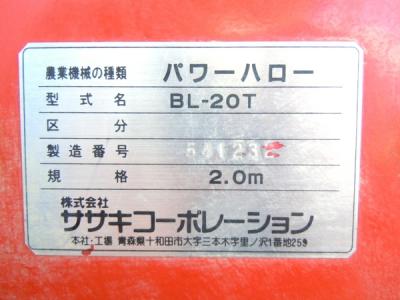 農業機械の種類 パワーハロー
型式名 BL-20T
区分
製造番号
規格 2.0m
株式会社
ササキコーポレーション
本社・工場 青森県十和田市大字三本木字里ノ沢1番地259